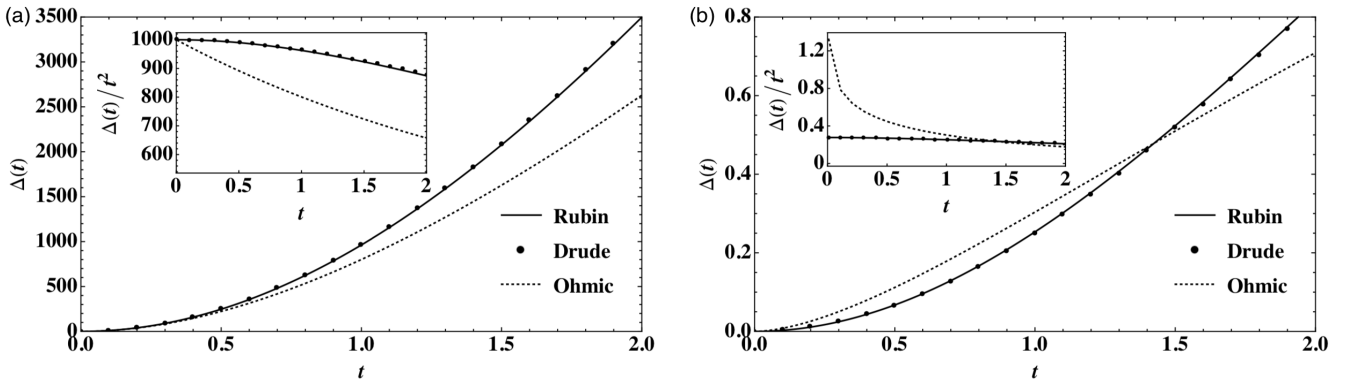 (a)
3500
3000
2500
2000
1500
1000
500
0
Δ(t)
0.0 0.5 1.0 1.5 2.0
t
1000
900
800
700
600
Δ(t) / t²
0 0.5 1 1.5 2
t
Rubin
Drude
Ohmic
(b)
0.8
0.6
0.4
0.2
0.0
Δ(t)
0.0 0.5 1.0 1.5 2.0
t
1.2
0.8
0.4
0
Δ(t) / t²
0 0.5 1 1.5 2
t
Rubin
Drude
Ohmic